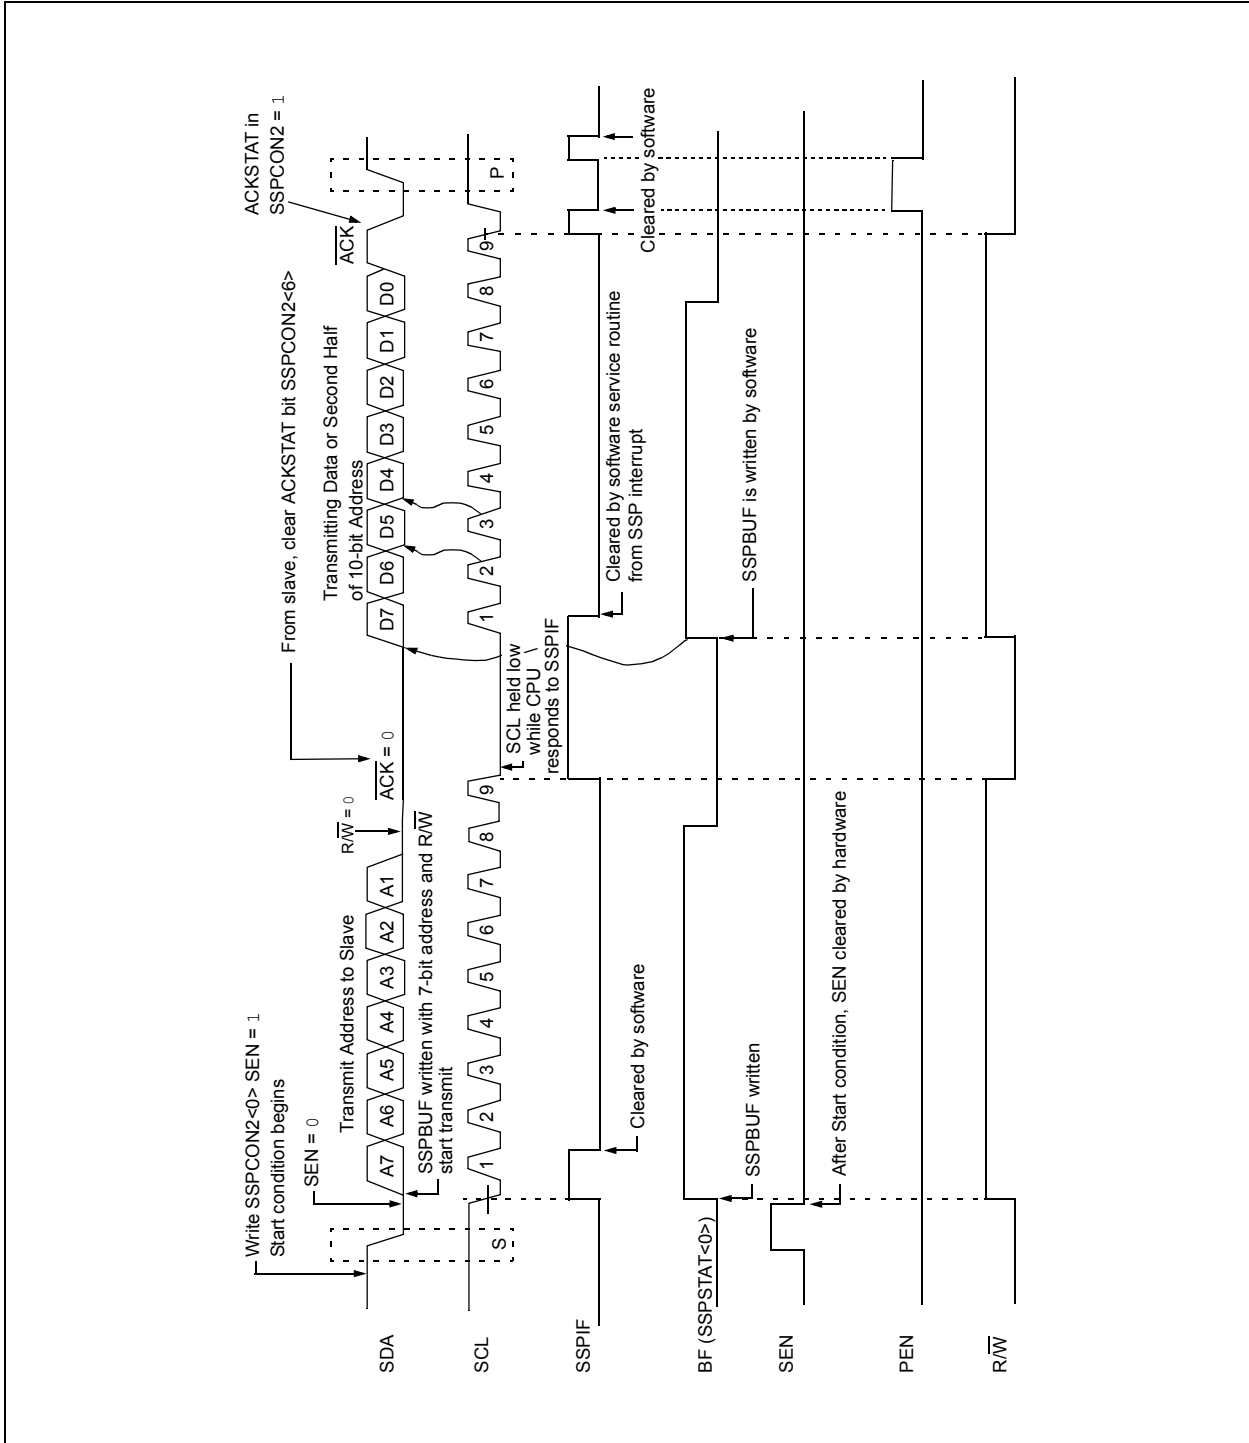 Write SSPCON2<0> SEN = 1
Start condition begins
From slave, clear ACKSTAT bit SSPCON2<6>
ACKSTAT in
SSPCON2 = 1
SEN = 0
Transmit Address to Slave
R/W = 0
ACK = 0
Transmitting Data or Second Half
of 10-bit Address
ACK
SDA
A7 A6 A5 A4 A3 A2 A1
D7 D6 D5 D4 D3 D2 D1 D0
SSPBUF written with 7-bit address and R/W
start transmit
SCL
S
1 2 3 4 5 6 7 8 9
1 2 3 4 5 6 7 8 9
P
SCL held low
while CPU
responds to SSPIF
SSPIF
Cleared by software
Cleared by software service routine
from SSP interrupt
Cleared by software
BF (SSPSTAT<0>)
SSPBUF written
SSPBUF is written by software
SEN
After Start condition, SEN cleared by hardware
PEN
R/W